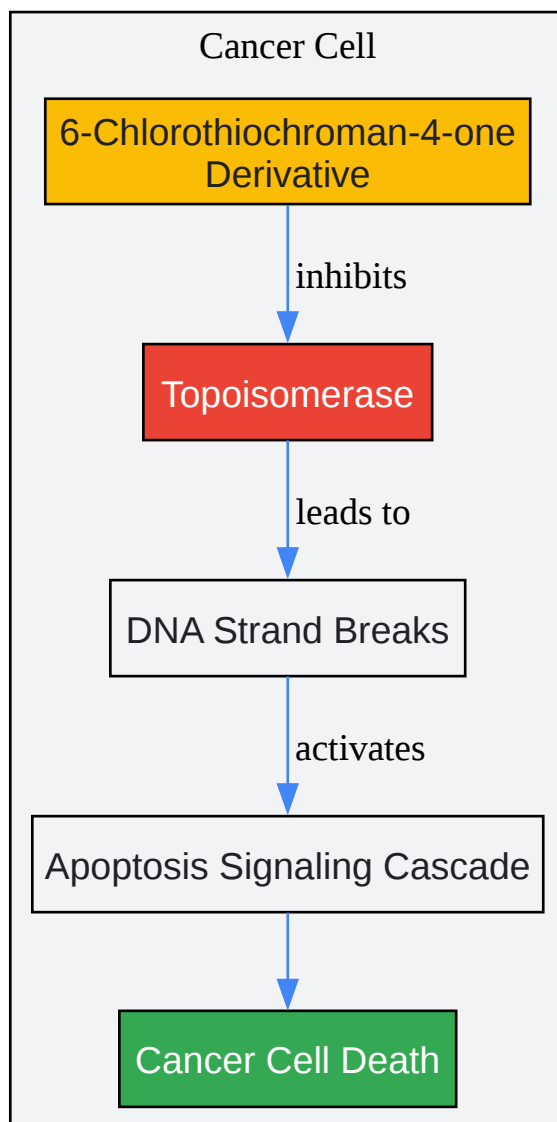 Cancer Cell
6-Chlorothiochroman-4-one
Derivative
inhibits
Topoisomerase
leads to
DNA Strand Breaks
activates
Apoptosis Signaling Cascade
Cancer Cell Death